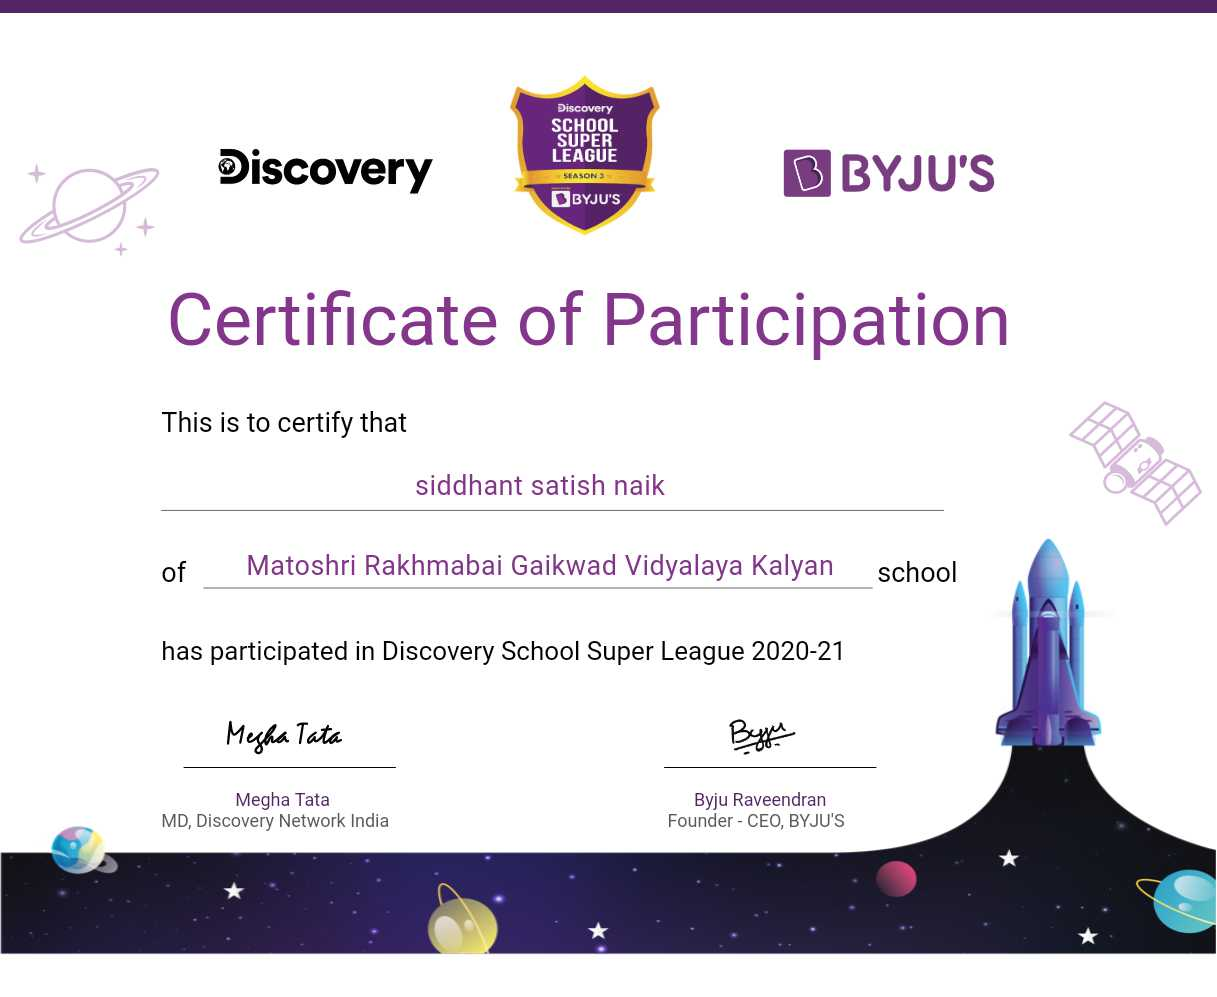 Discovery
Discovery
SCHOOL
SUPER
LEAGUE
SEASON 3
BYJU'S
BYJU'S
Certificate of Participation
This is to certify that
siddhant satish naik
of Matoshri Rakhmabai Gaikwad Vidyalaya Kalyan school
has participated in Discovery School Super League 2020-21
Megha Tata
Byju
Megha Tata
MD, Discovery Network India
Byju Raveendran
Founder - CEO, BYJU'S